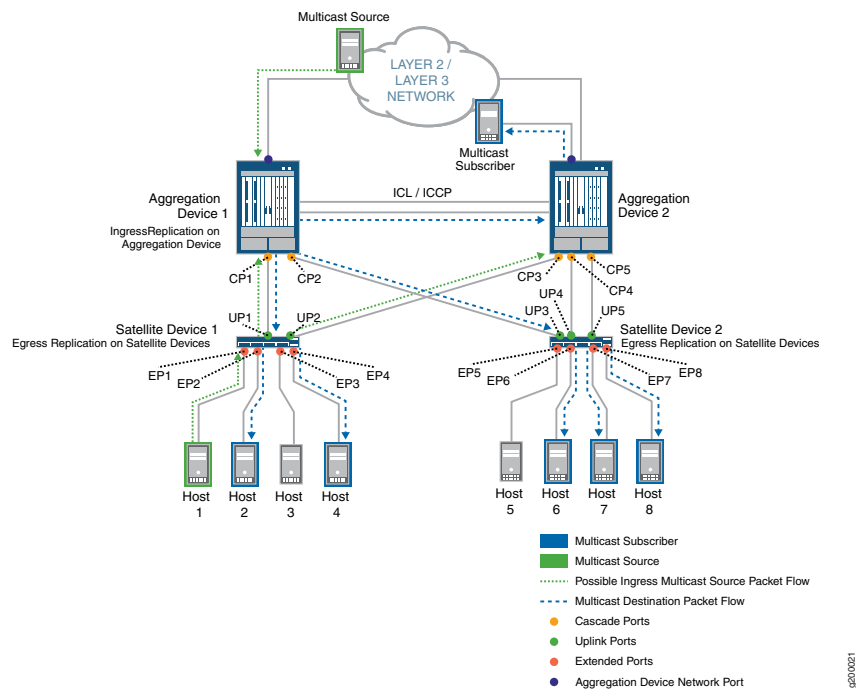 Multicast Source
LAYER 2 /
LAYER 3
NETWORK
Multicast
Subscriber
Aggregation
Device 1
IngressReplication on
Aggregation Device
ICL / ICCP
Aggregation
Device 2
CP1
CP2
CP3
CP5
CP4
UP1
UP2
UP4
UP3
UP5
Satellite Device 1
Egress Replication on Satellite Devices
Satellite Device 2
Egress Replication on Satellite Devices
EP1
EP2
EP3
EP4
EP5
EP6
EP7
EP8
Host
1
Host
2
Host
3
Host
4
Host
5
Host
6
Host
7
Host
8
Multicast Subscriber
Multicast Source
Possible Ingress Multicast Source Packet Flow
Multicast Destination Packet Flow
Cascade Ports
Uplink Ports
Extended Ports
Aggregation Device Network Port
g200021